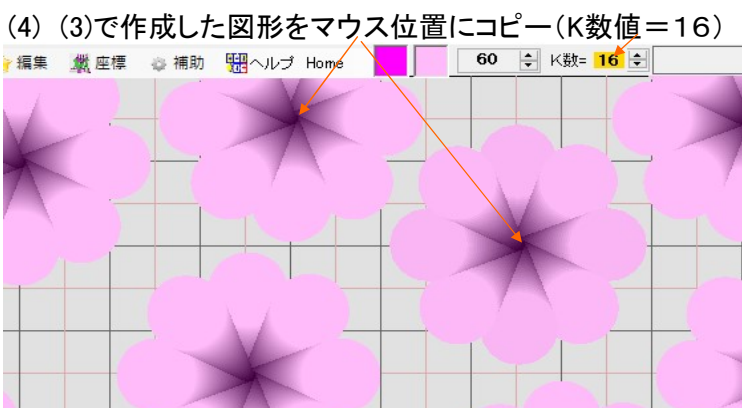 (4) (3)で作成した図形をマウス位置にコピー(K数値=16)
編集 座標 補助 ヘルプ Home 60 K数= 16